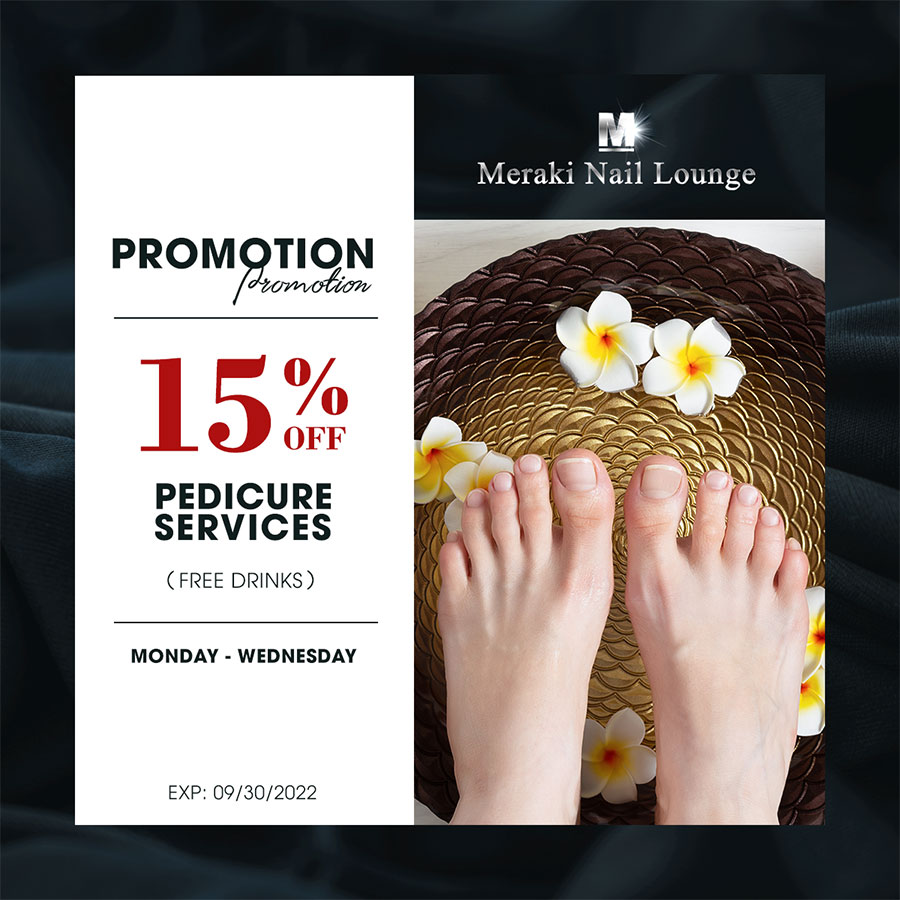 M
Meraki Nail Lounge
PROMOTION
Promotion
15%
OFF
PEDICURE
SERVICES
(FREE DRINKS)
MONDAY - WEDNESDAY
EXP: 09/30/2022